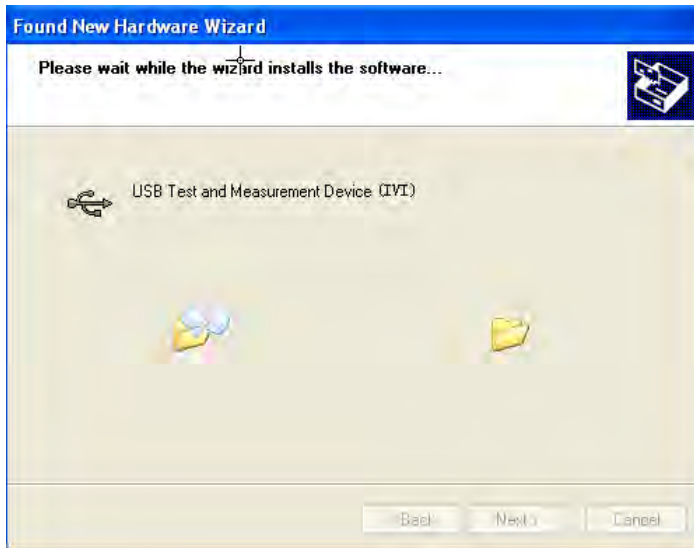 Found New Hardware Wizard
Please wait while the wizard installs the software...
USB Test and Measurement Device (IVI)
Back Next > Cancel